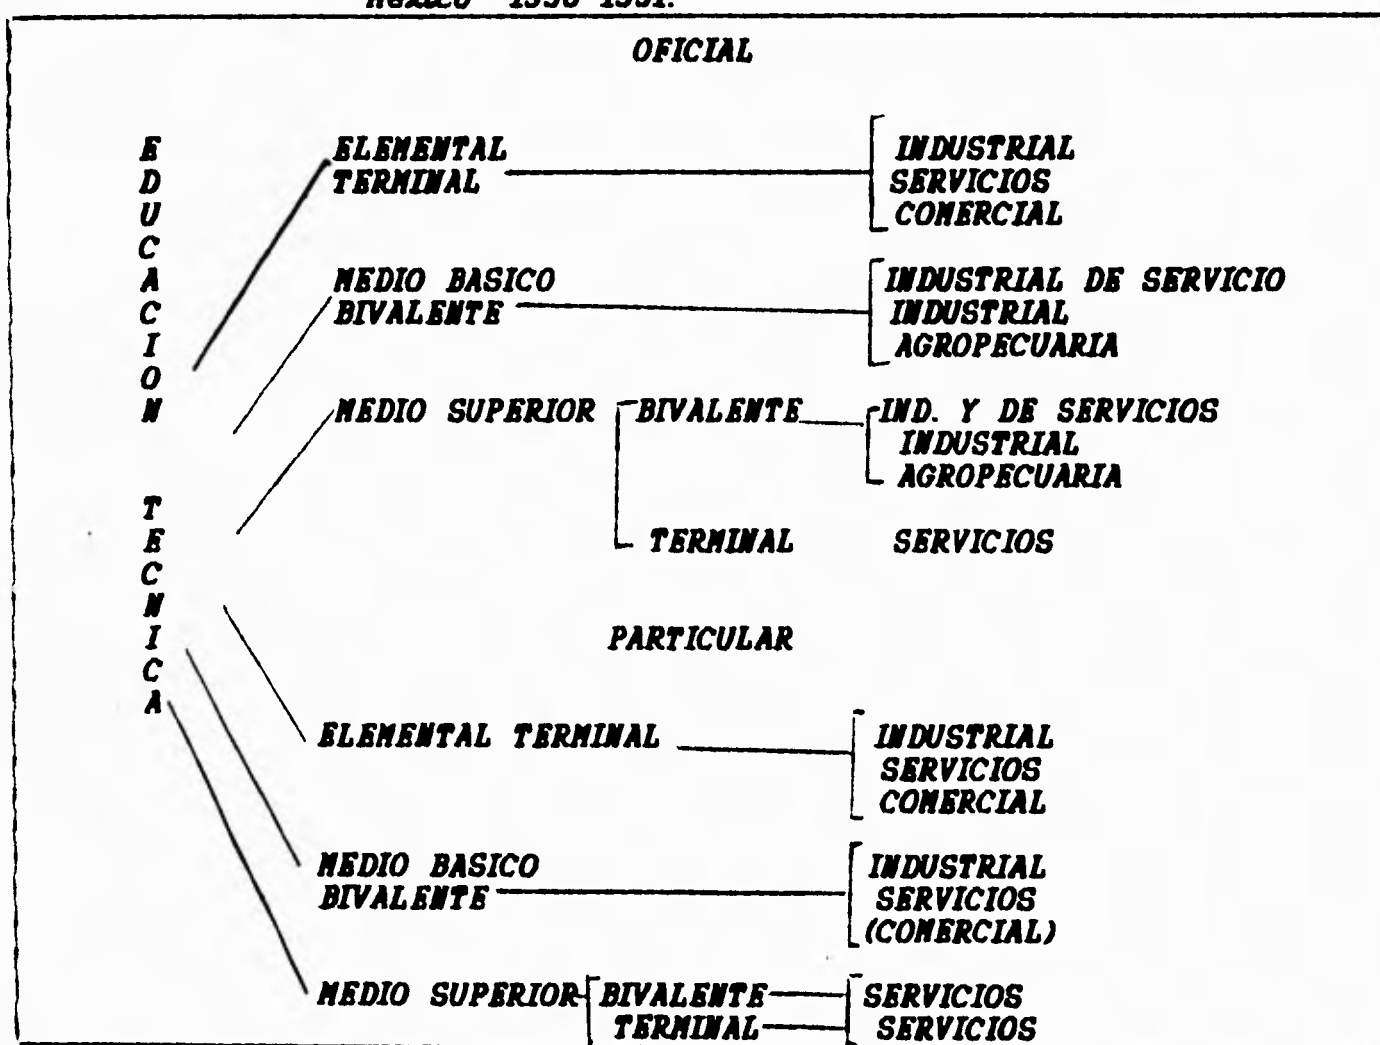 OFICIAL
EDUCACION TECNICA
ELEMENTAL
TERMINAL
INDUSTRIAL
SERVICIOS
COMERCIAL
MEDIO BASICO
BIVALENTE
INDUSTRIAL DE SERVICIO
INDUSTRIAL
AGROPECUARIA
MEDIO SUPERIOR
BIVALENTE
IND. Y DE SERVICIOS
INDUSTRIAL
AGROPECUARIA
TERMINAL
SERVICIOS
PARTICULAR
ELEMENTAL TERMINAL
INDUSTRIAL
SERVICIOS
COMERCIAL
MEDIO BASICO
BIVALENTE
INDUSTRIAL
SERVICIOS
(COMERCIAL)
MEDIO SUPERIOR
BIVALENTE
SERVICIOS
TERMINAL
SERVICIOS